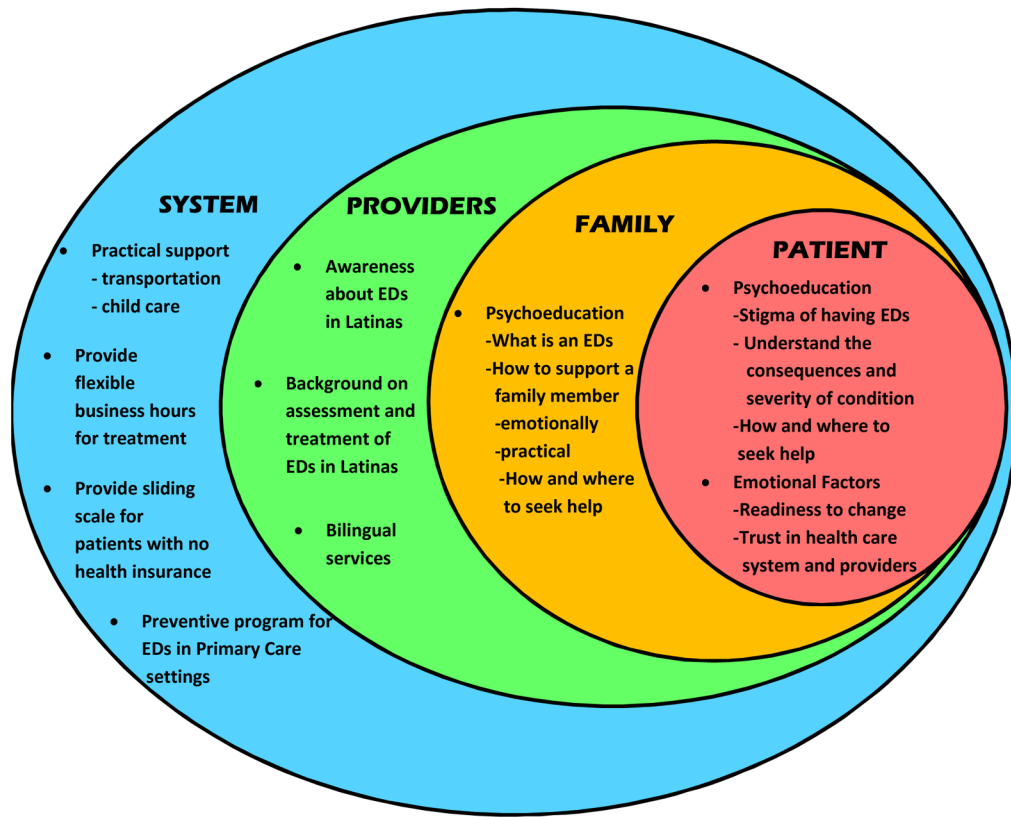 SYSTEM
• Practical support
- transportation
- child care
• Provide
flexible
business hours
for treatment
• Provide sliding
scale for
patients with no
health insurance
• Preventive program for
EDs in Primary Care
settings
PROVIDERS
• Awareness
about EDs
in Latinas
• Background on
assessment and
treatment of
EDs in Latinas
• Bilingual
services
FAMILY
• Psychoeducation
-What is an EDs
-How to support a
family member
-emotionally
-practical
-How and where
to seek help
PATIENT
• Psychoeducation
-Stigma of having EDs
- Understand the
consequences and
severity of condition
-How and where to
seek help
• Emotional Factors
-Readiness to change
-Trust in health care
system and providers